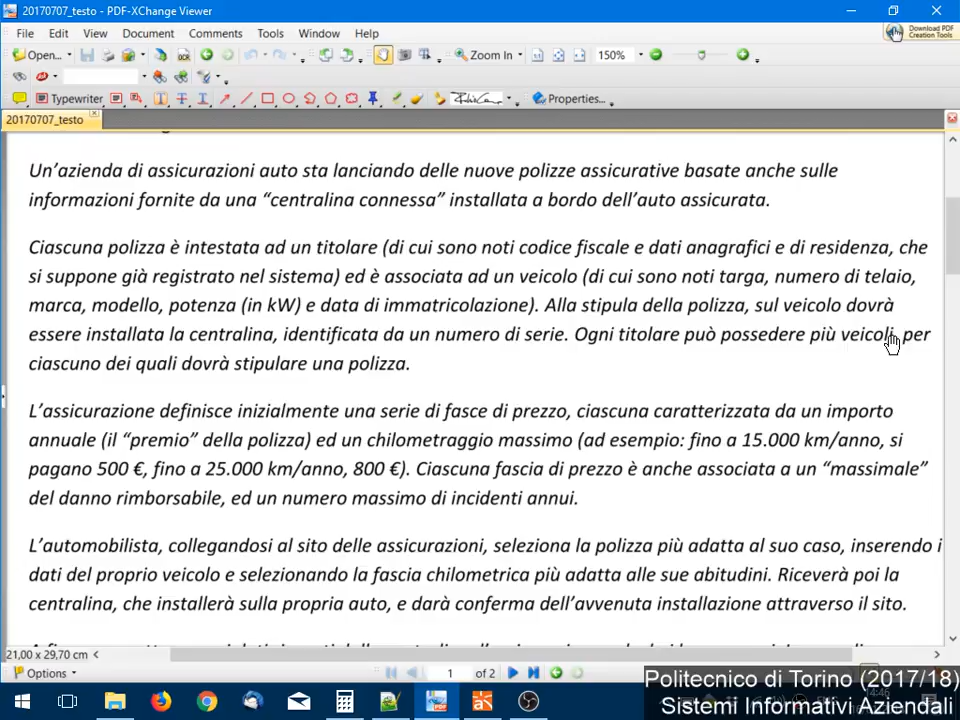 20170707_testo - PDF-XChange Viewer
File Edit View Document Comments Tools Window Help
Download PDF
Creation Tools
Open...
OCR
Zoom In
150%
Typewriter
Properties...
20170707_testo
Un’azienda di assicurazioni auto sta lanciando delle nuove polizze assicurative basate anche sulle
informazioni fornite da una “centralina connessa” installata a bordo dell’auto assicurata.
Ciascuna polizza è intestata ad un titolare (di cui sono noti codice fiscale e dati anagrafici e di residenza, che
si suppone già registrato nel sistema) ed è associata ad un veicolo (di cui sono noti targa, numero di telaio,
marca, modello, potenza (in kW) e data di immatricolazione). Alla stipula della polizza, sul veicolo dovrà
essere installata la centralina, identificata da un numero di serie. Ogni titolare può possedere più veicoli, per
ciascuno dei quali dovrà stipulare una polizza.
L’assicurazione definisce inizialmente una serie di fasce di prezzo, ciascuna caratterizzata da un importo
annuale (il “premio” della polizza) ed un chilometraggio massimo (ad esempio: fino a 15.000 km/anno, si
pagano 500 €, fino a 25.000 km/anno, 800 €). Ciascuna fascia di prezzo è anche associata a un “massimale”
del danno rimborsabile, ed un numero massimo di incidenti annui.
L’automobilista, collegandosi al sito delle assicurazioni, seleziona la polizza più adatta al suo caso, inserendo i
dati del proprio veicolo e selezionando la fascia chilometrica più adatta alle sue abitudini. Riceverà poi la
centralina, che installerà sulla propria auto, e darà conferma dell’avvenuta installazione attraverso il sito.
21,00 x 29,70 cm
Options
1 of 2
Politecnico di Torino (2017/18)
14:46
Sistemi Informativi Aziendali